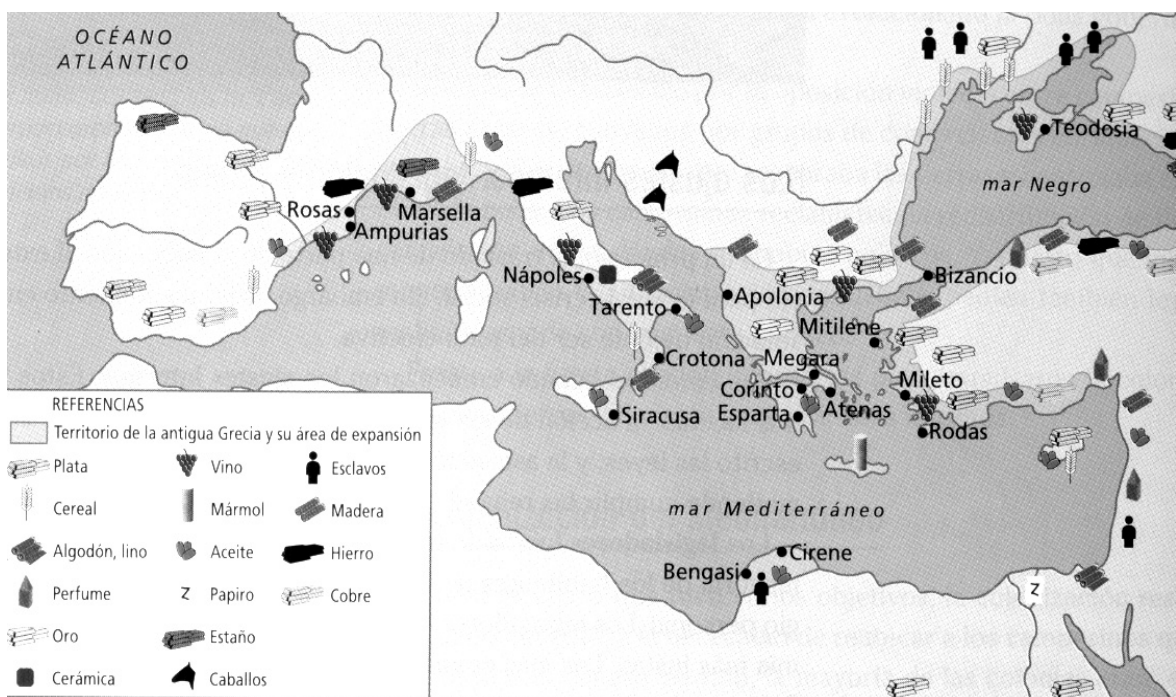 OCÉANO
ATLÁNTICO
Teodosia
mar Negro
Rosas
Marsella
Ampurias
Nápoles
Bizancio
Tarento
Apolonia
Mitilene
Crotona
Megara
Corinto
Mileto
Siracusa
Esparta
Atenas
Rodas
mar Mediterráneo
Cirene
Bengasi
Z
REFERENCIAS
Territorio de la antigua Grecia y su área de expansión
Plata
Vino
Esclavos
Cereal
Mármol
Madera
Algodón, lino
Aceite
Hierro
Perfume
Z Papiro
Cobre
Oro
Estaño
Cerámica
Caballos